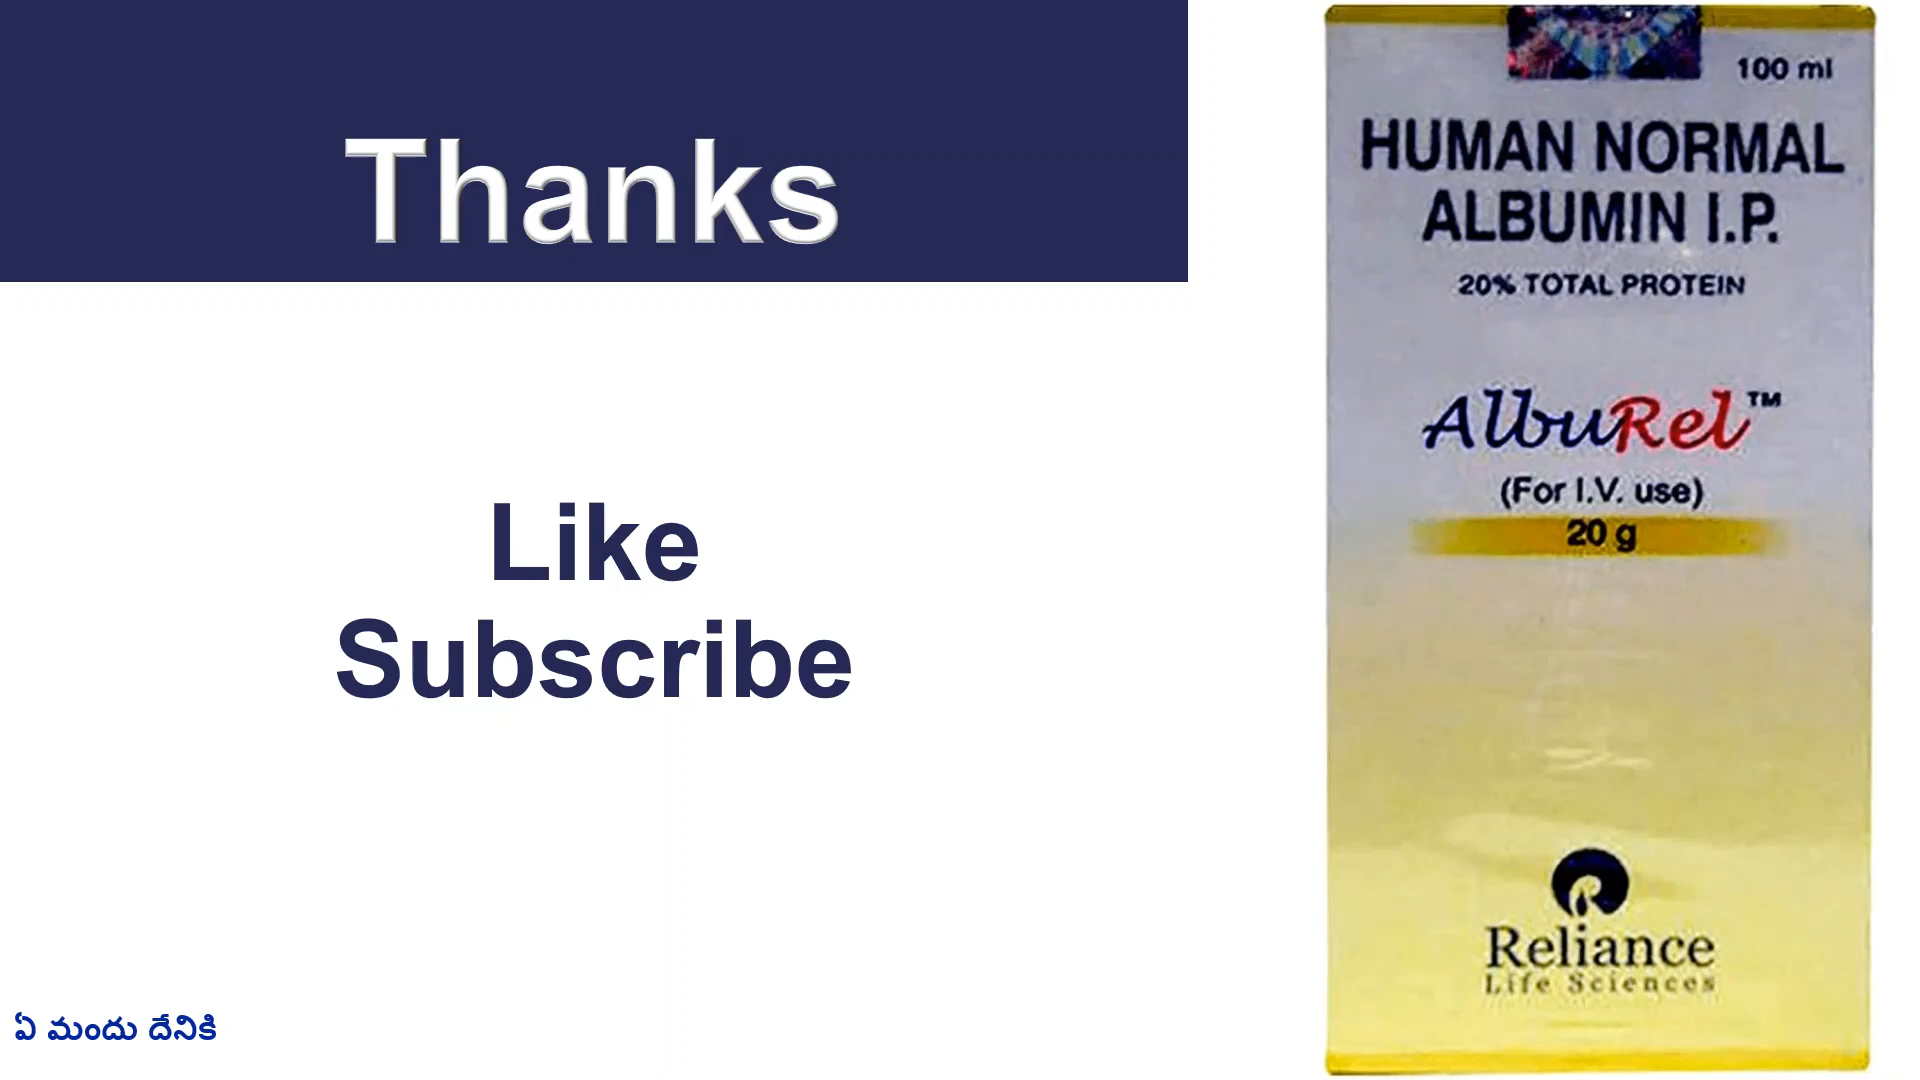 Thanks
Like
Subscribe
ఏ మందు దేనికి
100 ml
HUMAN NORMAL
ALBUMIN I.P.
20% TOTAL PROTEIN
AlbuRel™
(For I.V. use)
20 g
Reliance
Life Sciences